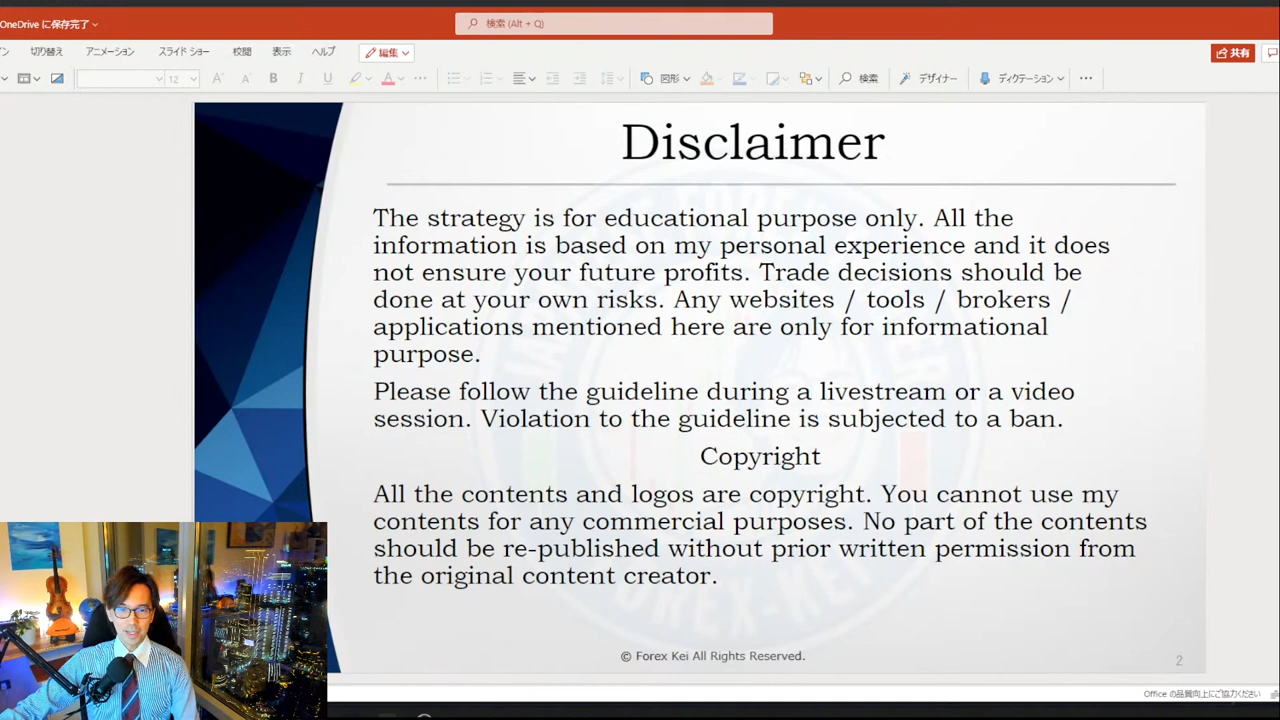 OneDrive に保存完了
検索 (Alt + Q)
切り替え アニメーション スライド ショー 校閲 表示 ヘルプ 編集 共有
12 B I U A 図形 検索 デザイナー ディクテーション
Disclaimer
The strategy is for educational purpose only. All the
information is based on my personal experience and it does
not ensure your future profits. Trade decisions should be
done at your own risks. Any websites / tools / brokers /
applications mentioned here are only for informational
purpose.
Please follow the guideline during a livestream or a video
session. Violation to the guideline is subjected to a ban.
Copyright
All the contents and logos are copyright. You cannot use my
contents for any commercial purposes. No part of the contents
should be re-published without prior written permission from
the original content creator.
© Forex Kei All Rights Reserved.
2
Office の品質向上にご協力ください